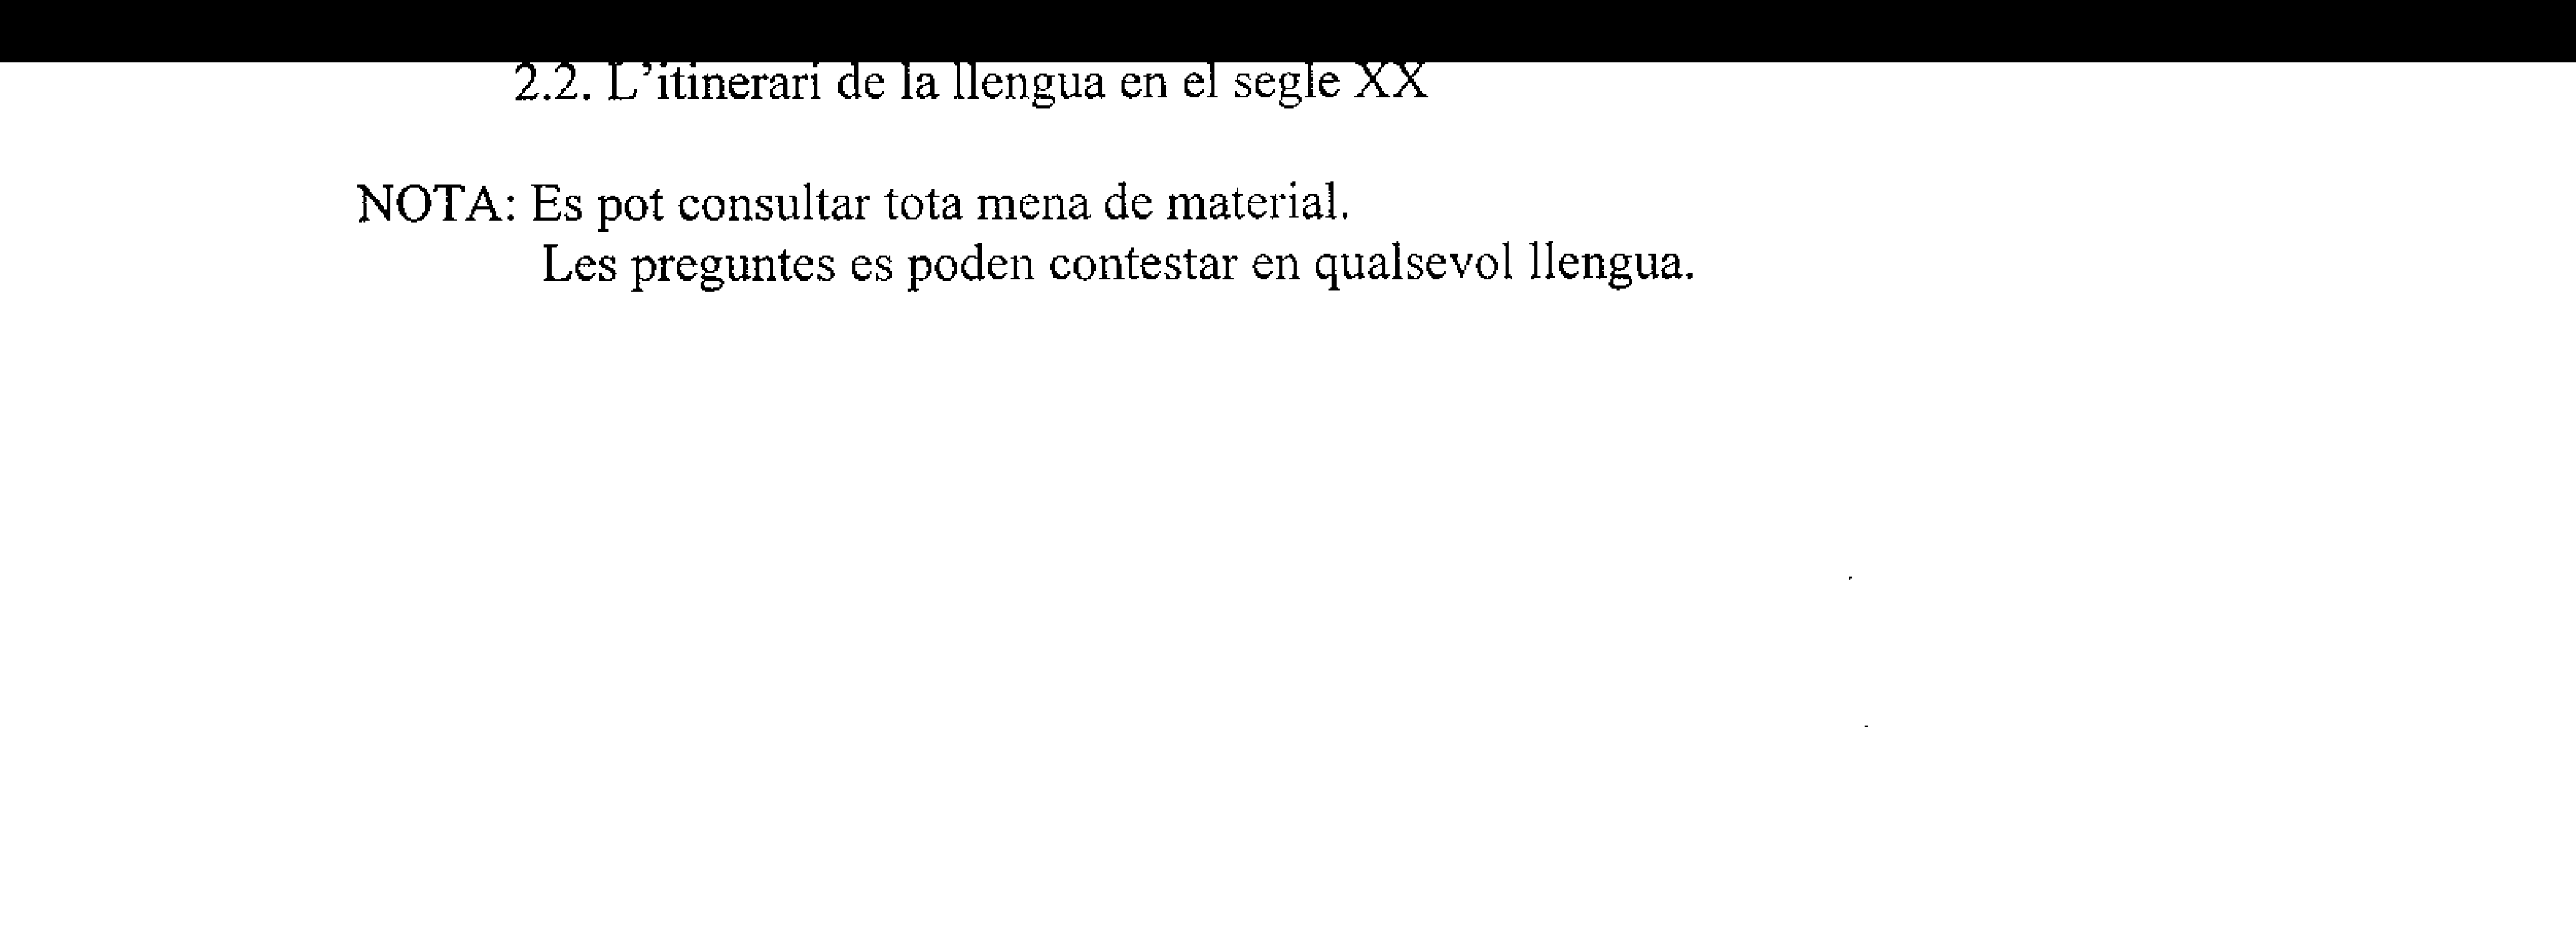 2.2. L'itinerari de la llengua en el segle XX
NOTA: Es pot consultar tota mena de material.
Les preguntes es poden contestar en qualsevol llengua.